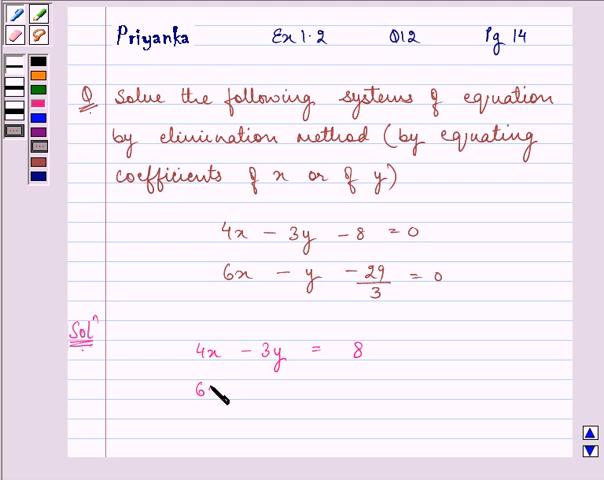 Priyanka Ex 1.2 Q12 Pg 14
Q Solve the following systems of equation
by elimination method (by equating
coefficients of x or of y)
4x - 3y - 8 = 0
6x - y - 29/3 = 0
Solⁿ
4x - 3y = 8
6